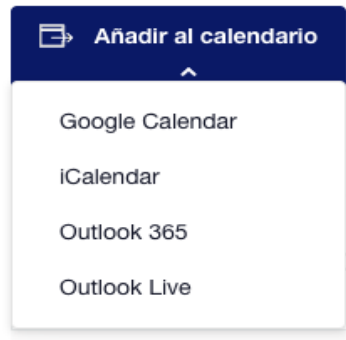 Añadir al calendario
Google Calendar
iCalendar
Outlook 365
Outlook Live